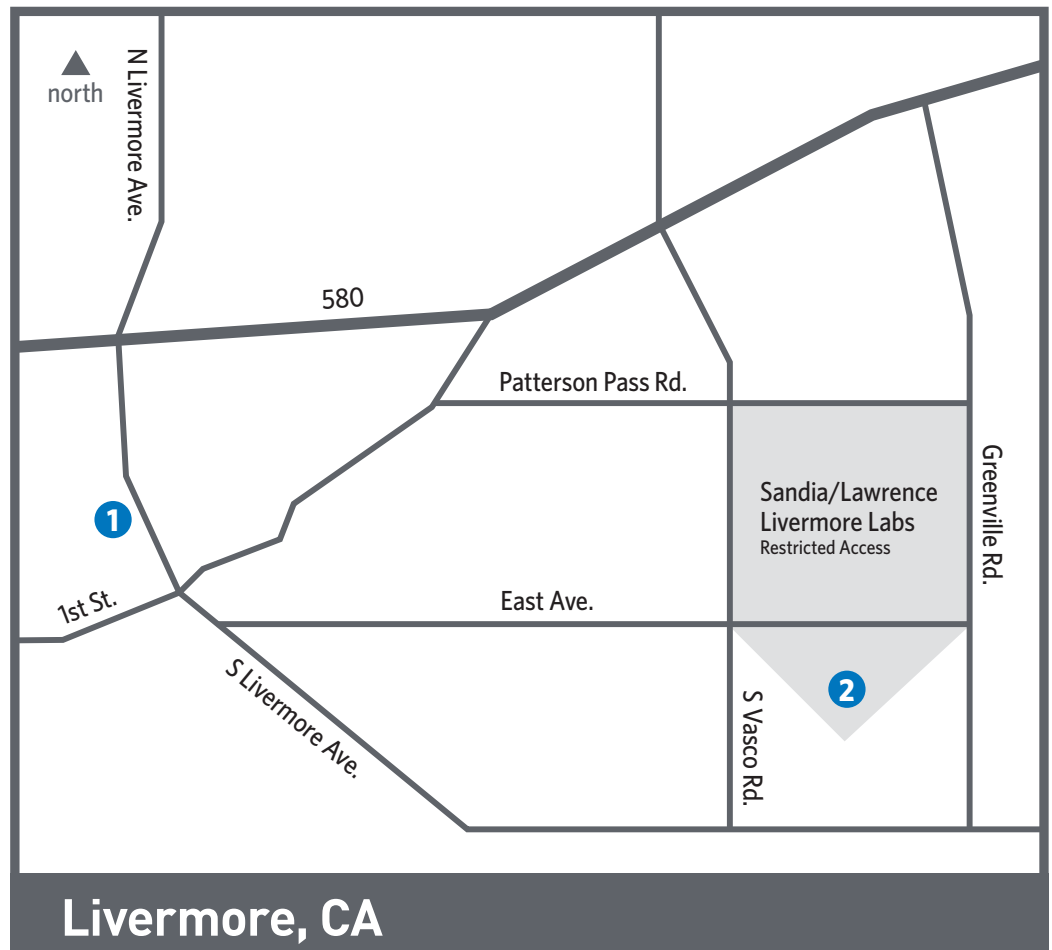 N Livermore Ave.
north
580
Patterson Pass Rd.
Sandia/Lawrence
Livermore Labs
Restricted Access
Greenville Rd.
1
1st St.
East Ave.
S Livermore Ave.
2
S Vasco Rd.
Livermore, CA